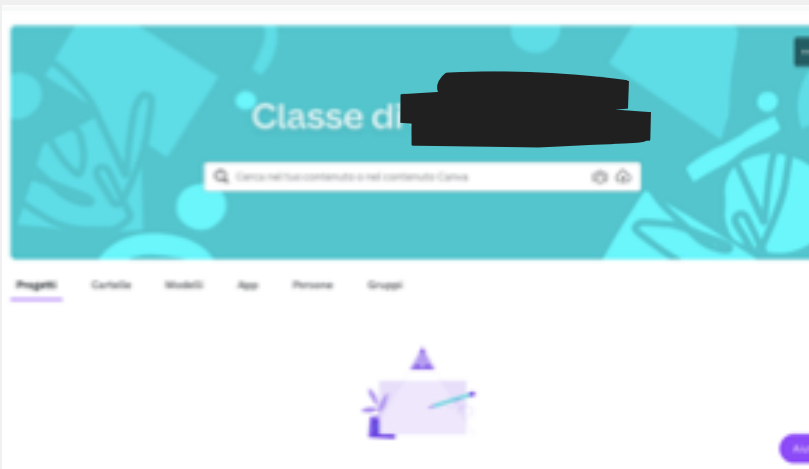 Classe di
Cerca nel tuo contenuto o nel contenuto Canva
Progetti Cartelle Modelli App Persone Gruppi